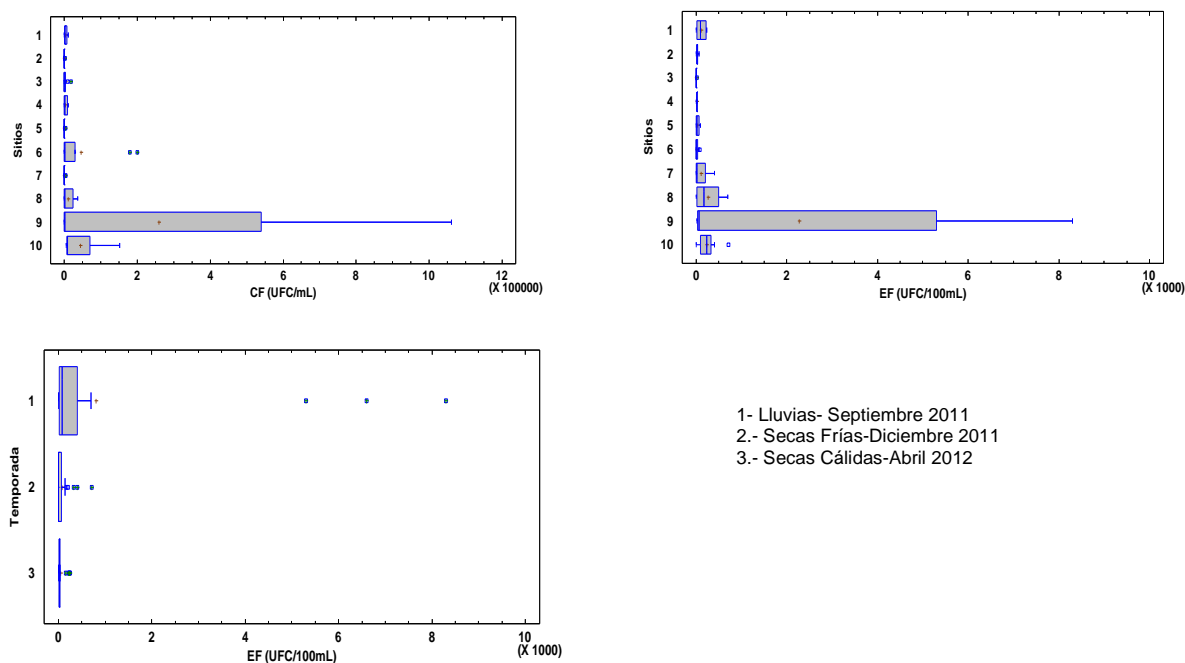 Sitios
1
2
3
4
5
6
7
8
9
10
0 2 4 6 8 10 12
(X 100000)
CF (UFC/mL)
Sitios
1
2
3
4
5
6
7
8
9
10
0 2 4 6 8 10
(X 1000)
EF (UFC/100mL)
Temporada
1
2
3
0 2 4 6 8 10
(X 1000)
EF (UFC/100mL)
1- Lluvias- Septiembre 2011
2.- Secas Frías-Diciembre 2011
3.- Secas Cálidas-Abril 2012